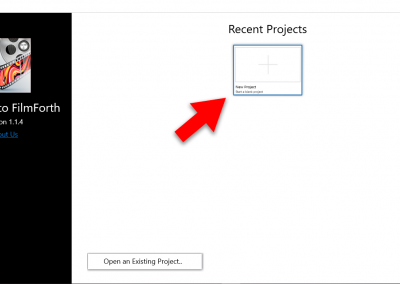 Recent Projects
to FilmForth
on 1.1.4
out Us
New Project
Start a blank project
Open an Existing Project..